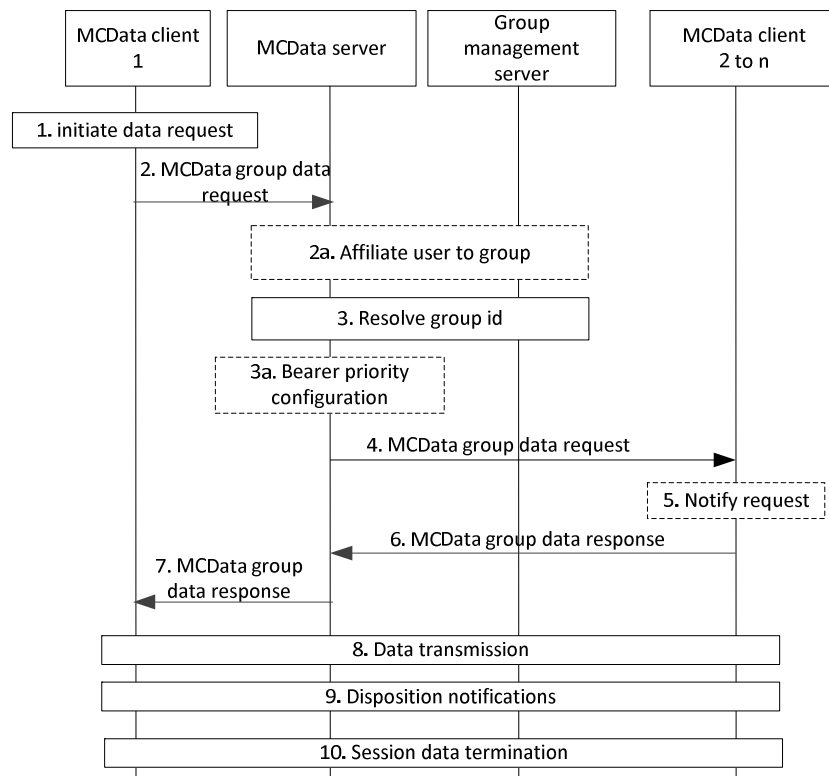 MCData client
1
MCData server
Group
management
server
MCData client
2 to n
1. initiate data request
2. MCData group data
request
2a. Affiliate user to group
3. Resolve group id
3a. Bearer priority
configuration
4. MCData group data request
5. Notify request
6. MCData group data response
7. MCData group
data response
8. Data transmission
9. Disposition notifications
10. Session data termination